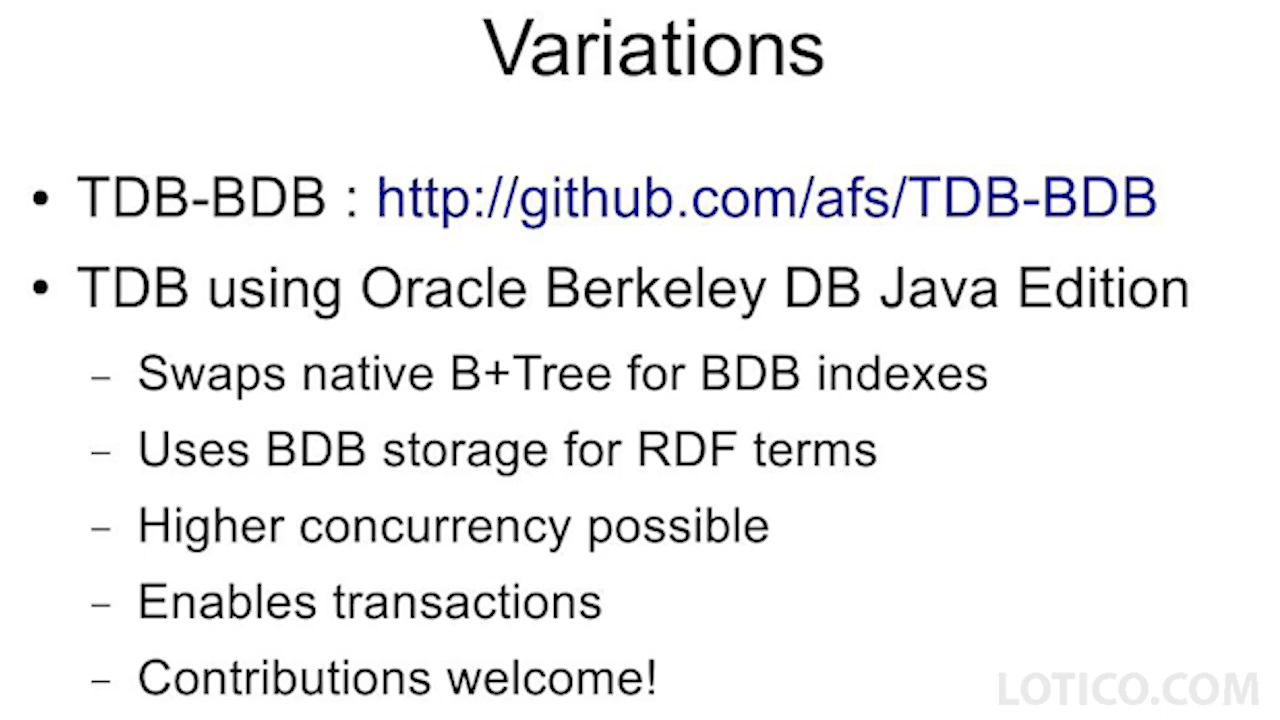 Variations
• TDB-BDB : http://github.com/afs/TDB-BDB
• TDB using Oracle Berkeley DB Java Edition
– Swaps native B+Tree for BDB indexes
– Uses BDB storage for RDF terms
– Higher concurrency possible
– Enables transactions
– Contributions welcome!
LOTICO.COM